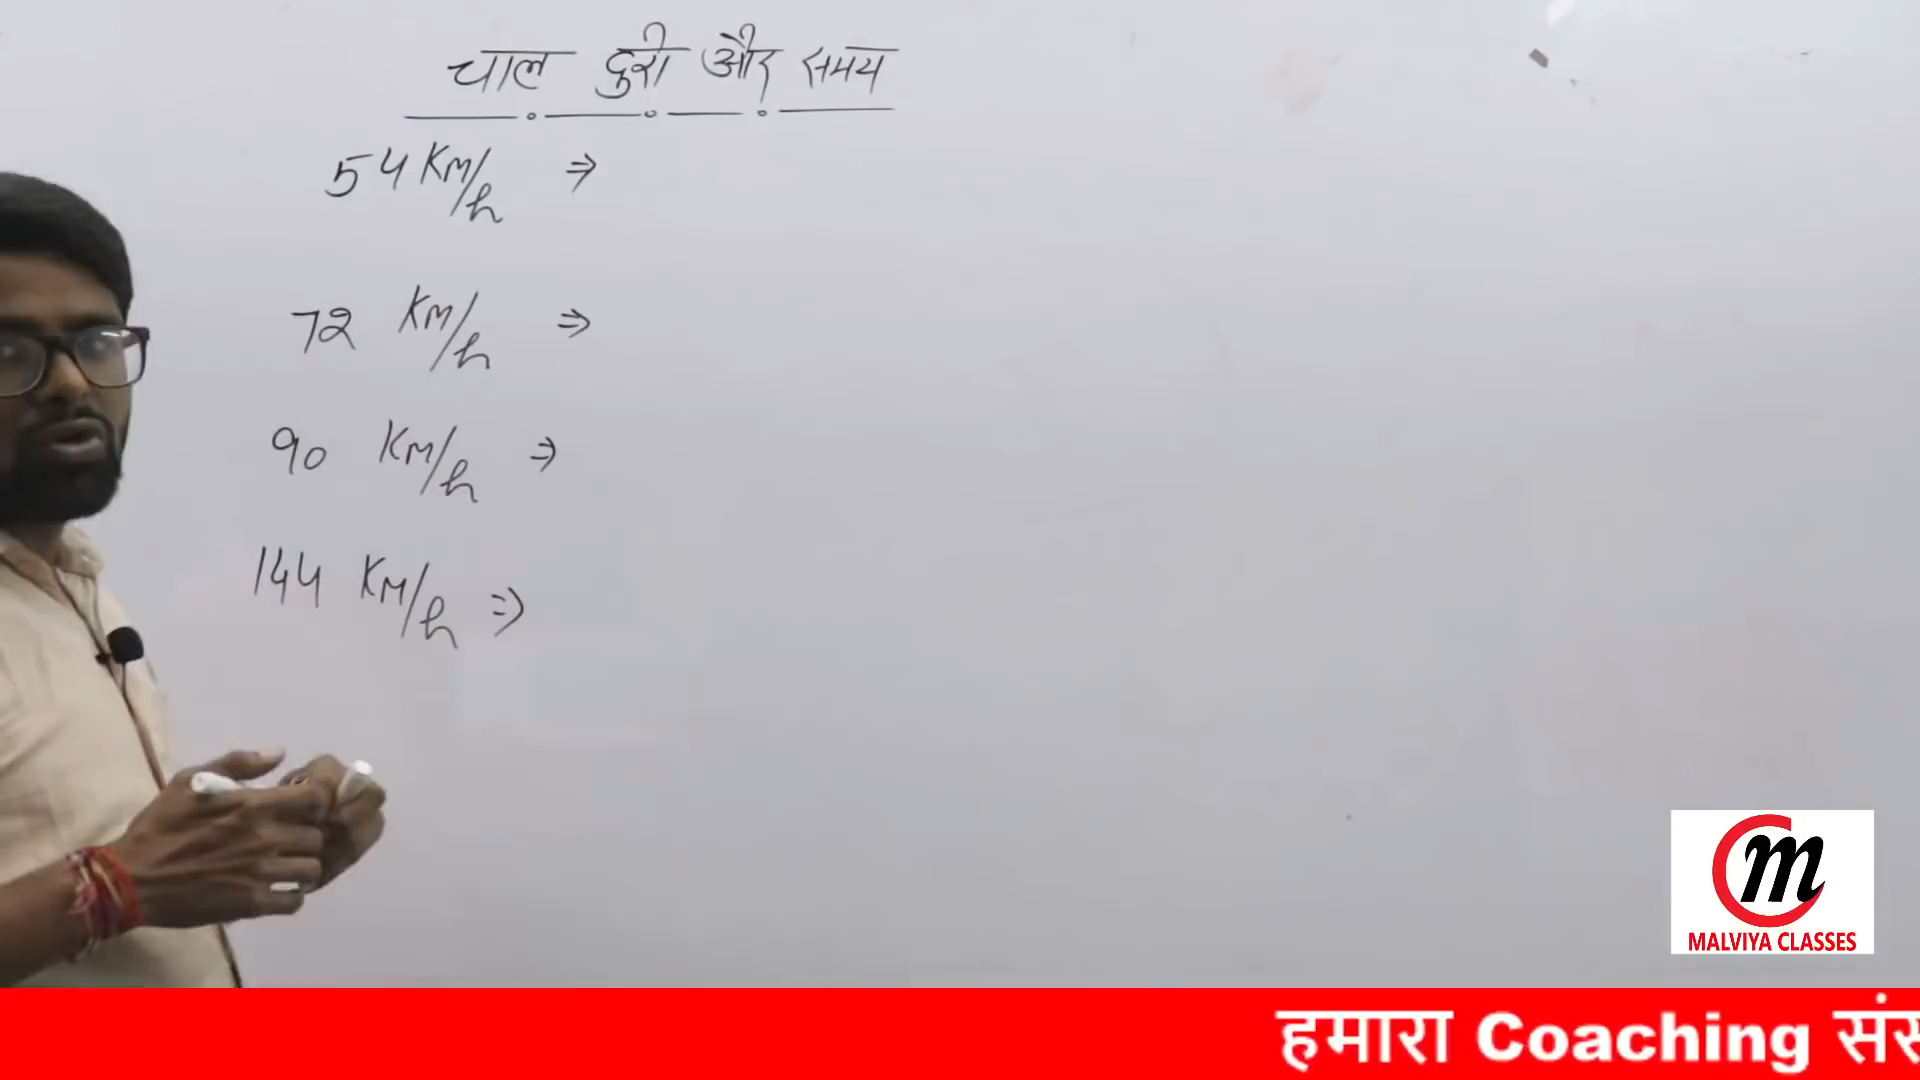 चाल दुरी और समय
54 KM/h ⇒
72 KM/h ⇒
90 KM/h ⇒
144 KM/h ⇒
MALVIYA CLASSES
हमारा Coaching